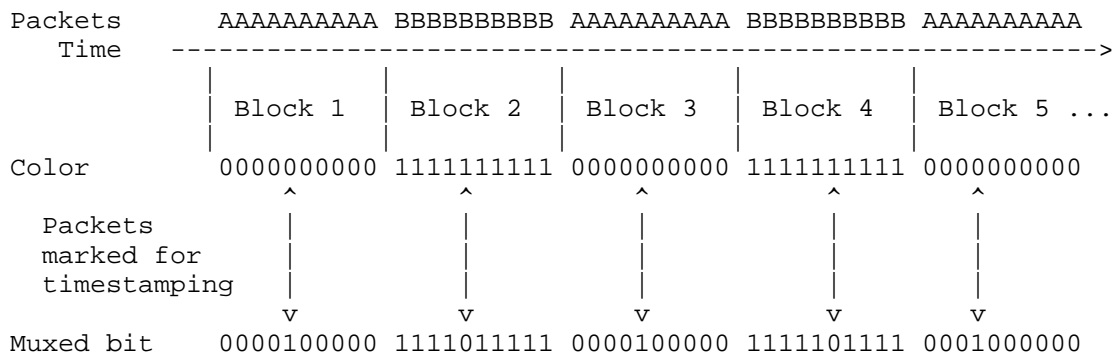 Packets AAAAAAAAAA BBBBBBBBBB AAAAAAAAAA BBBBBBBBBB AAAAAAAAAA
Time ---------------------------------------------------------->
| | | | |
| Block 1 | Block 2 | Block 3 | Block 4 | Block 5 ...
| | | | |
Color 0000000000 1111111111 0000000000 1111111111 0000000000
^ ^ ^ ^ ^
Packets | | | | |
marked for | | | | |
timestamping | | | | |
v v v v v
Muxed bit 0000100000 1111011111 0000100000 1111101111 0001000000